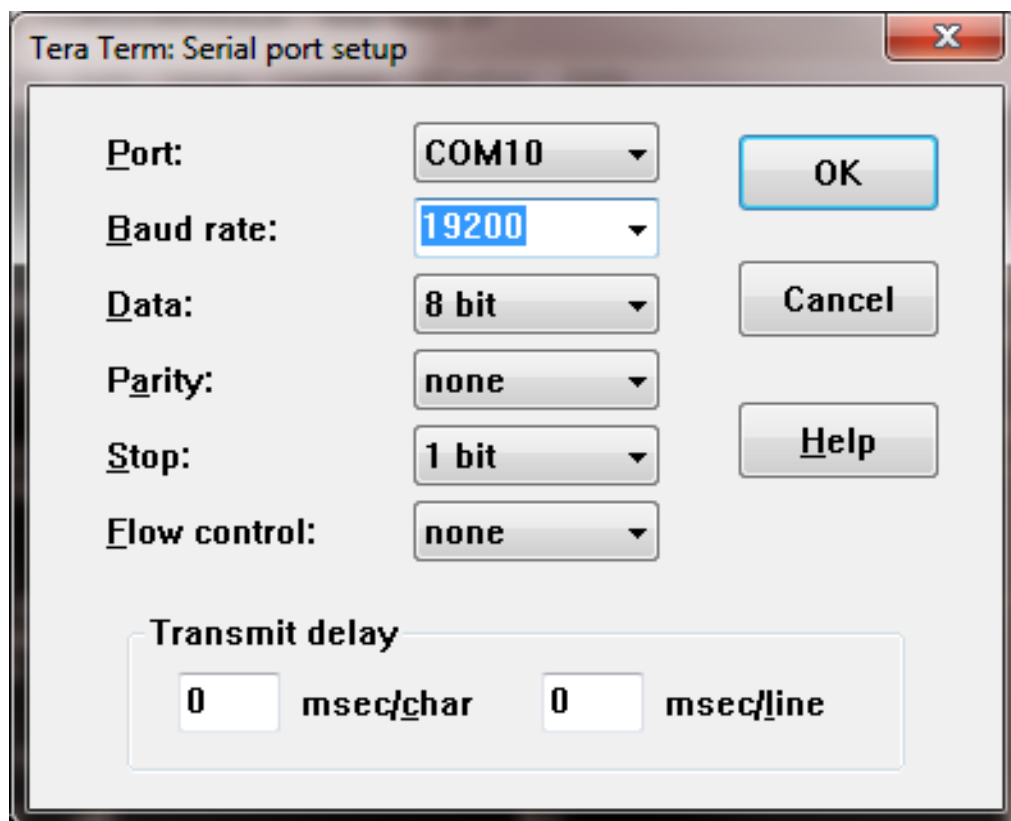 Tera Term: Serial port setup
Port: COM10
OK
Baud rate: 19200
Data: 8 bit
Cancel
Parity: none
Stop: 1 bit
Help
Flow control: none
Transmit delay
0 msec/char 0 msec/line